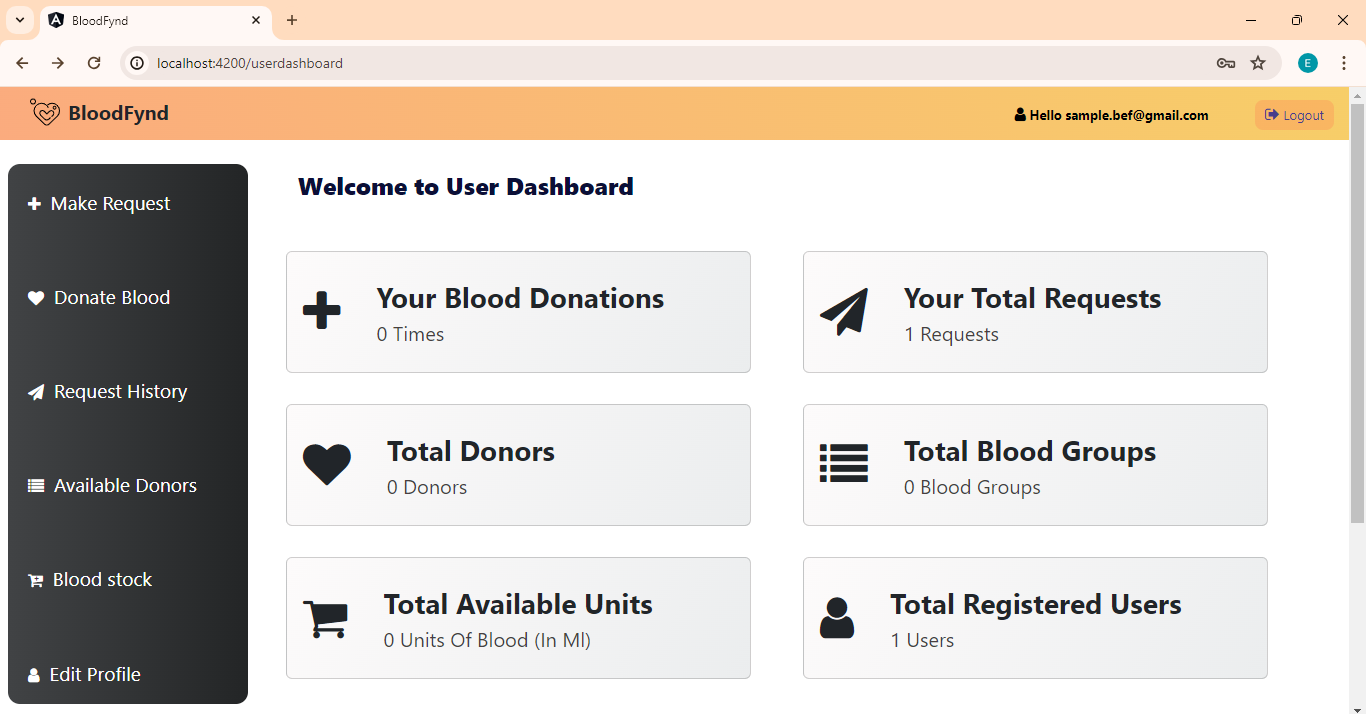 BloodFynd
localhost:4200/userdashboard
E
BloodFynd
Hello sample.bef@gmail.com
Logout
Make Request
Donate Blood
Request History
Available Donors
Blood stock
Edit Profile
Welcome to User Dashboard
Your Blood Donations
0 Times
Your Total Requests
1 Requests
Total Donors
0 Donors
Total Blood Groups
0 Blood Groups
Total Available Units
0 Units Of Blood (In Ml)
Total Registered Users
1 Users